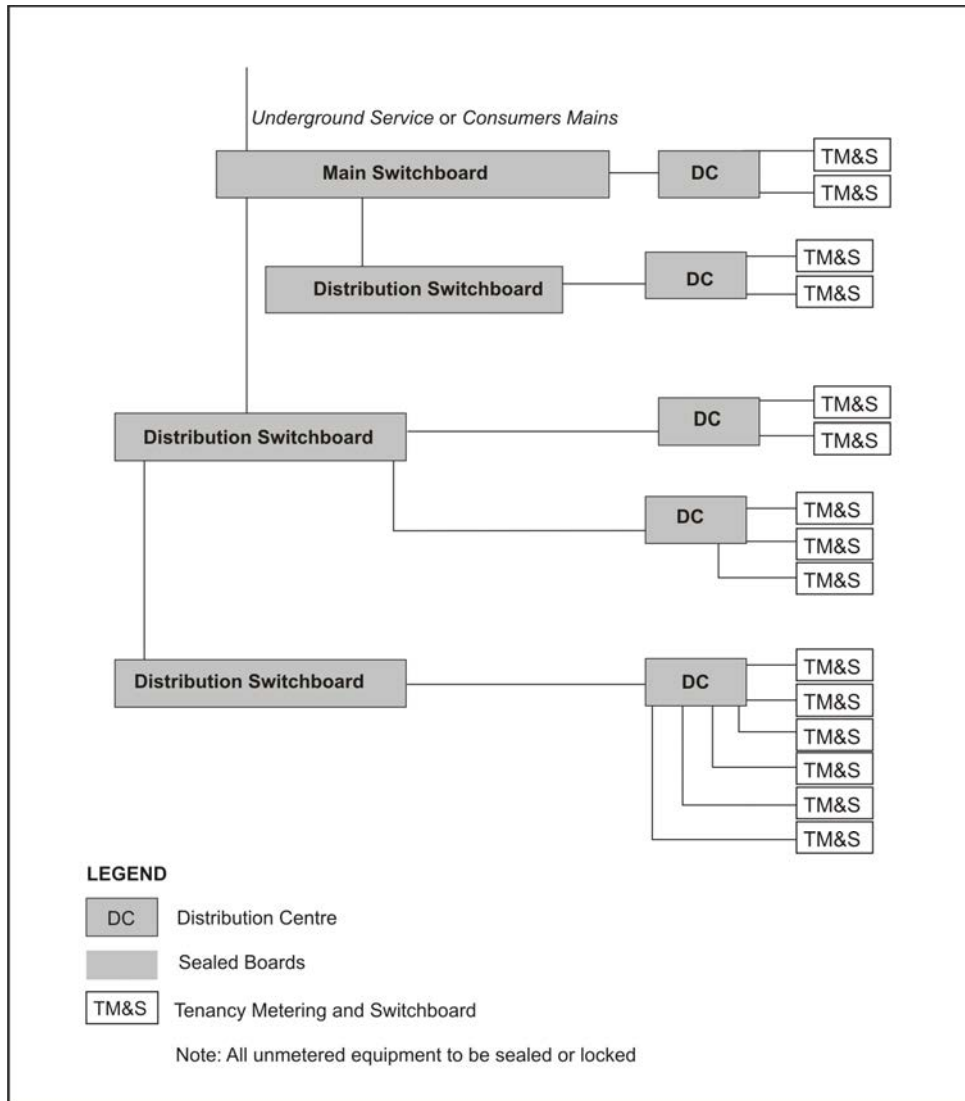 Underground Service or Consumers Mains
Main Switchboard
DC
TM&S
TM&S
Distribution Switchboard
DC
TM&S
TM&S
Distribution Switchboard
DC
TM&S
TM&S
DC
TM&S
TM&S
TM&S
Distribution Switchboard
DC
TM&S
TM&S
TM&S
TM&S
TM&S
TM&S
LEGEND
DC Distribution Centre
Sealed Boards
TM&S Tenancy Metering and Switchboard
Note: All unmetered equipment to be sealed or locked